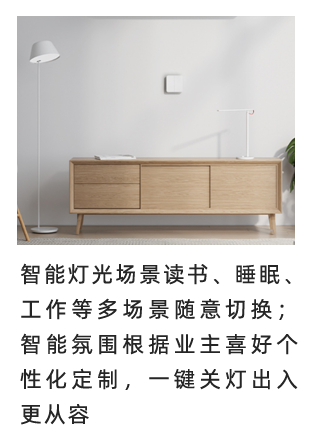 智能灯光场景读书、睡眠、
工作等多场景随意切换；
智能氛围根据业主喜好个
性化定制，一键关灯出入
更从容